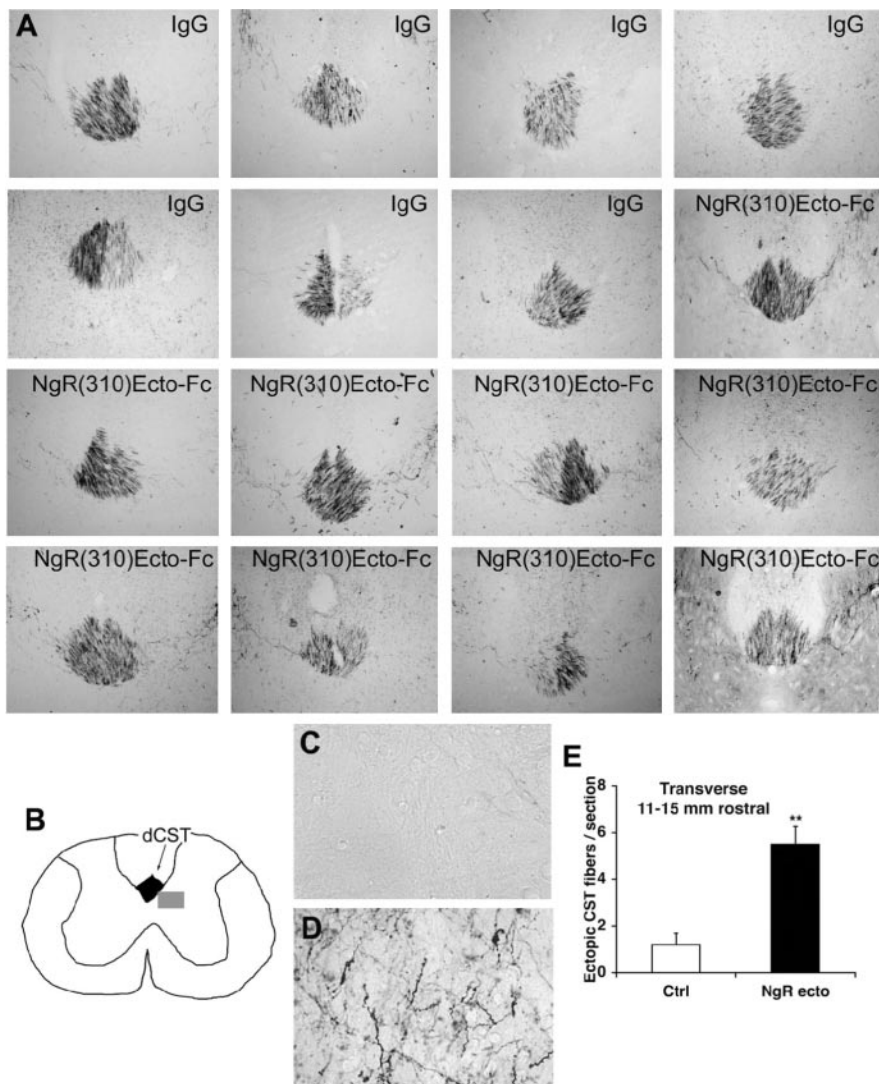 A
IgG
IgG
IgG
IgG
IgG
IgG
IgG
NgR(310)Ecto-Fc
NgR(310)Ecto-Fc
NgR(310)Ecto-Fc
NgR(310)Ecto-Fc
NgR(310)Ecto-Fc
NgR(310)Ecto-Fc
NgR(310)Ecto-Fc
NgR(310)Ecto-Fc
NgR(310)Ecto-Fc
B
dCST
C
D
E
Ectopic CST fibers / section
8
6
4
2
0
Transverse
11-15 mm rostral
**
Ctrl
NgR ecto